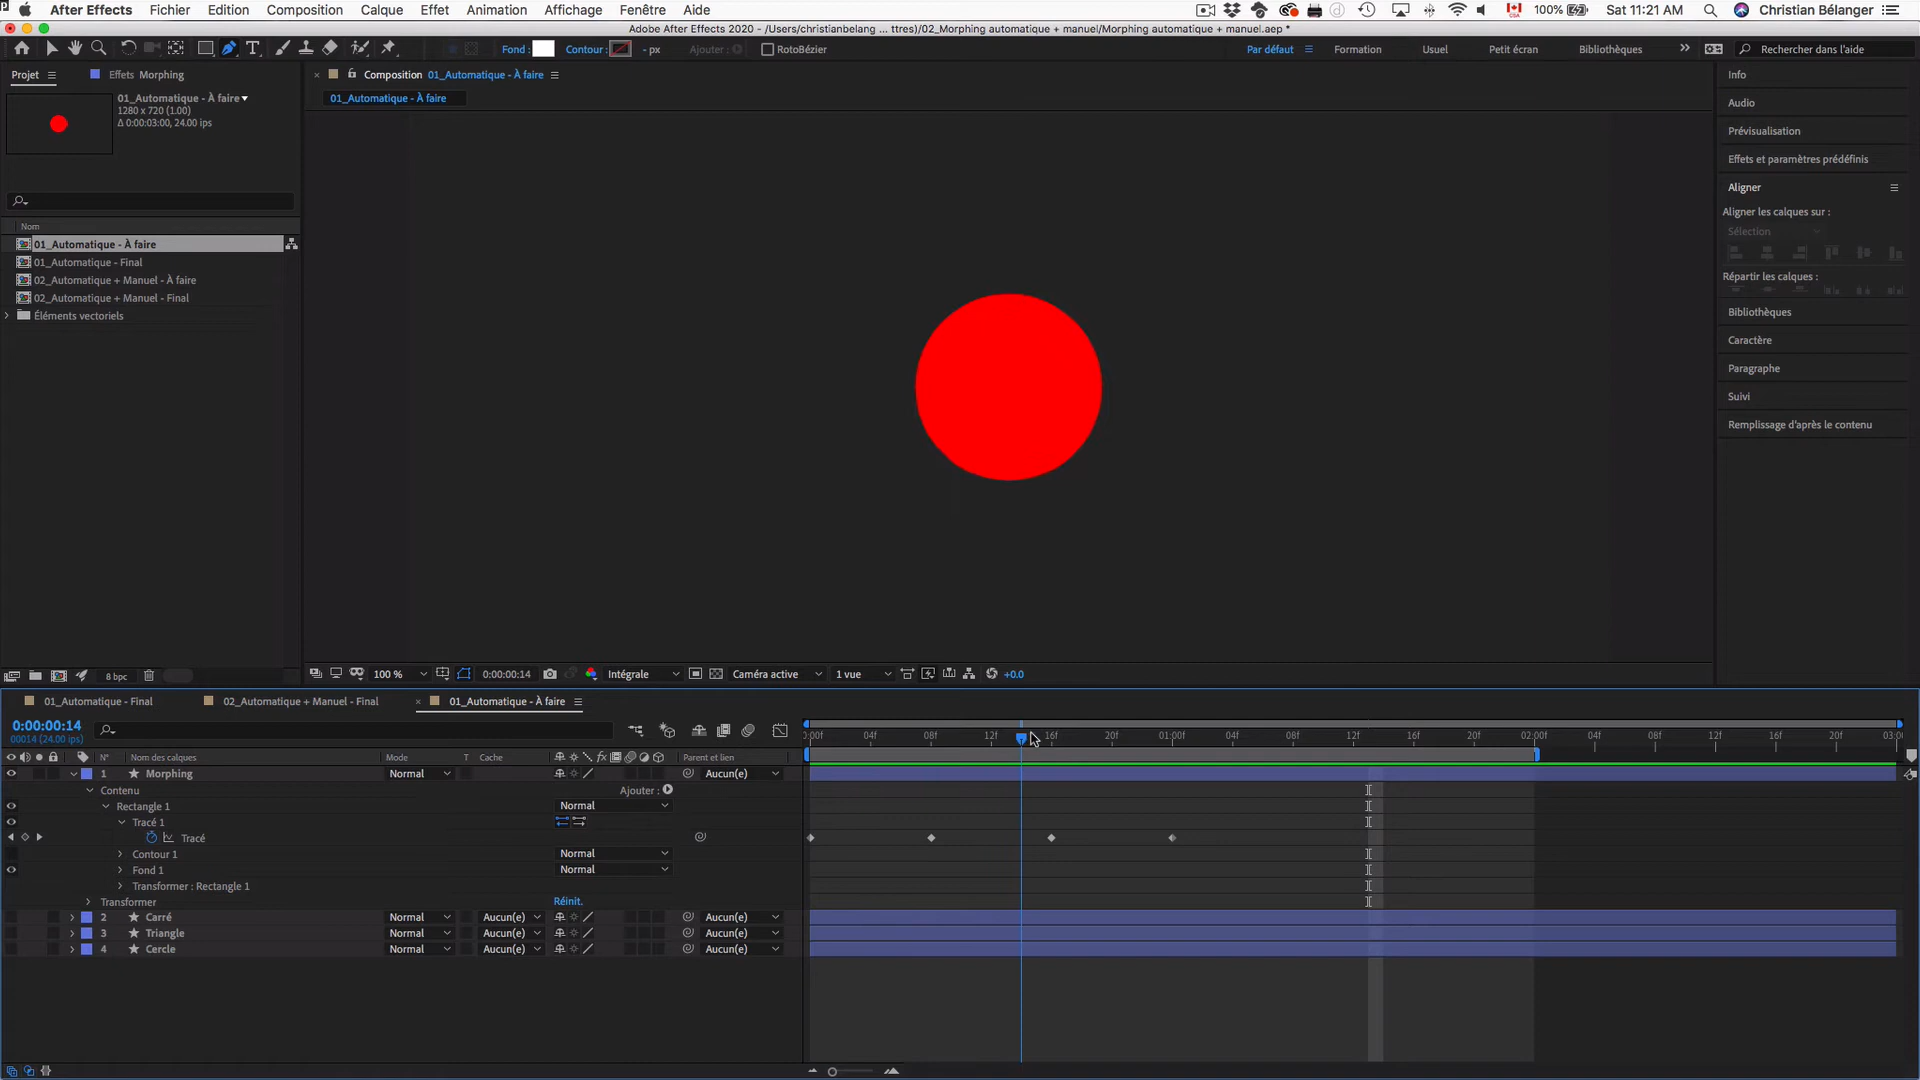 After Effects Fichier Edition Composition Calque Effet Animation Affichage Fenêtre Aide 100% Sat 11:21 AM Christian Bélanger
Adobe After Effects 2020 - /Users/christianbelang ... ttres)/02_Morphing automatique + manuel/Morphing automatique + manuel.aep *
Fond : Contour : - px Ajouter : RotoBézier Par défaut Formation Usuel Petit écran Bibliothèques Rechercher dans l'aide
Projet Effets Morphing
Composition 01_Automatique - À faire
01_Automatique - À faire
01_Automatique - À faire
1280 x 720 (1.00)
Δ 0:00:03:00, 24.00 ips
Nom
01_Automatique - À faire
01_Automatique - Final
02_Automatique + Manuel - À faire
02_Automatique + Manuel - Final
Éléments vectoriels
Info
Audio
Prévisualisation
Effets et paramètres prédéfinis
Aligner
Aligner les calques sur :
Sélection
Répartir les calques :
Bibliothèques
Caractère
Paragraphe
Suivi
Remplissage d'après le contenu
8 bpc
100 % 0:00:00:14 Intégrale Caméra active 1 vue +0.0
01_Automatique - Final 02_Automatique + Manuel - Final 01_Automatique - À faire
0:00:00:14
00014 (24.00 ips)
:00f 04f 08f 12f 16f 20f 01:00f 04f 08f 12f 16f 20f 02:00f 04f 08f 12f 16f 20f 03:00
N° Nom des calques Mode T Cache Parent et lien
1 Morphing Normal Aucun(e)
Contenu Ajouter :
Rectangle 1 Normal
Tracé 1
Tracé
Contour 1 Normal
Fond 1 Normal
Transformer : Rectangle 1
Transformer Réinit.
2 Carré Normal Aucun(e) Aucun(e)
3 Triangle Normal Aucun(e) Aucun(e)
4 Cercle Normal Aucun(e) Aucun(e)